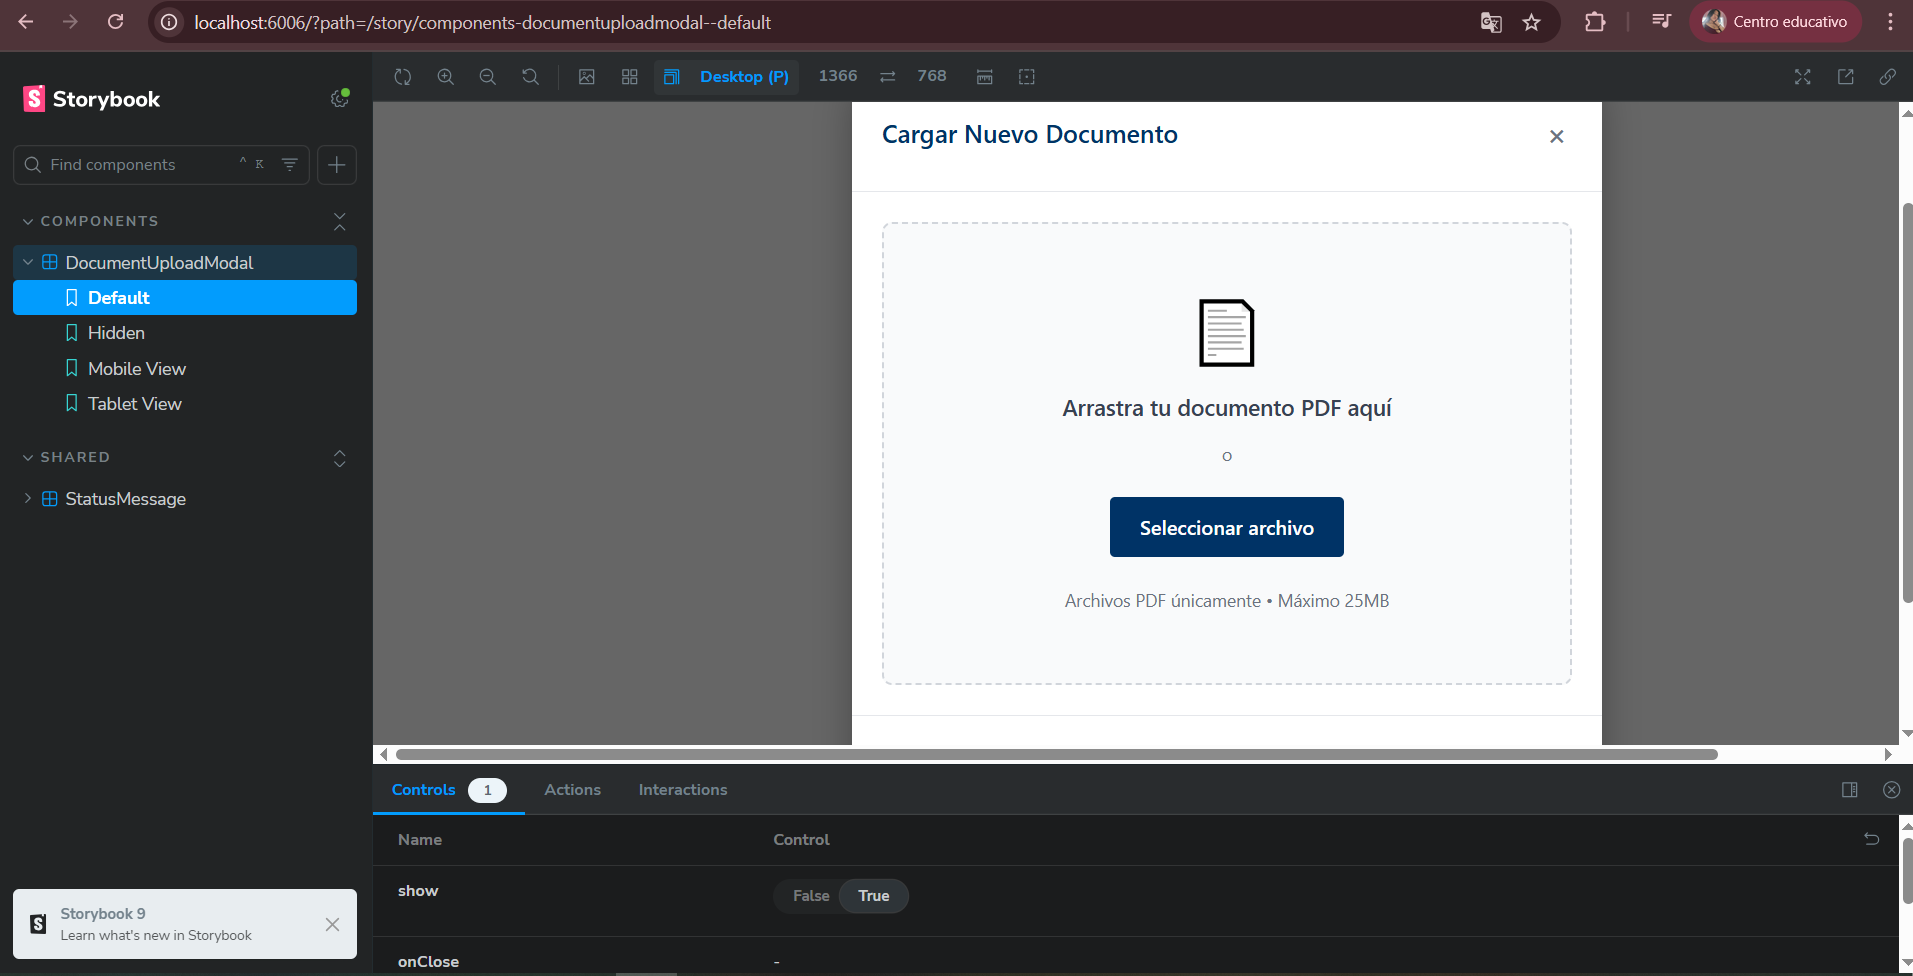 localhost:6006/?path=/story/components-documentuploadmodal--default
Centro educativo
Storybook
Desktop (P)
1366
768
Find components
^ K
COMPONENTS
DocumentUploadModal
Default
Hidden
Mobile View
Tablet View
SHARED
StatusMessage
Cargar Nuevo Documento
Arrastra tu documento PDF aquí
o
Seleccionar archivo
Archivos PDF únicamente • Máximo 25MB
Controls 1
Actions
Interactions
Name
Control
show
False
True
onClose
-
Storybook 9
Learn what's new in Storybook